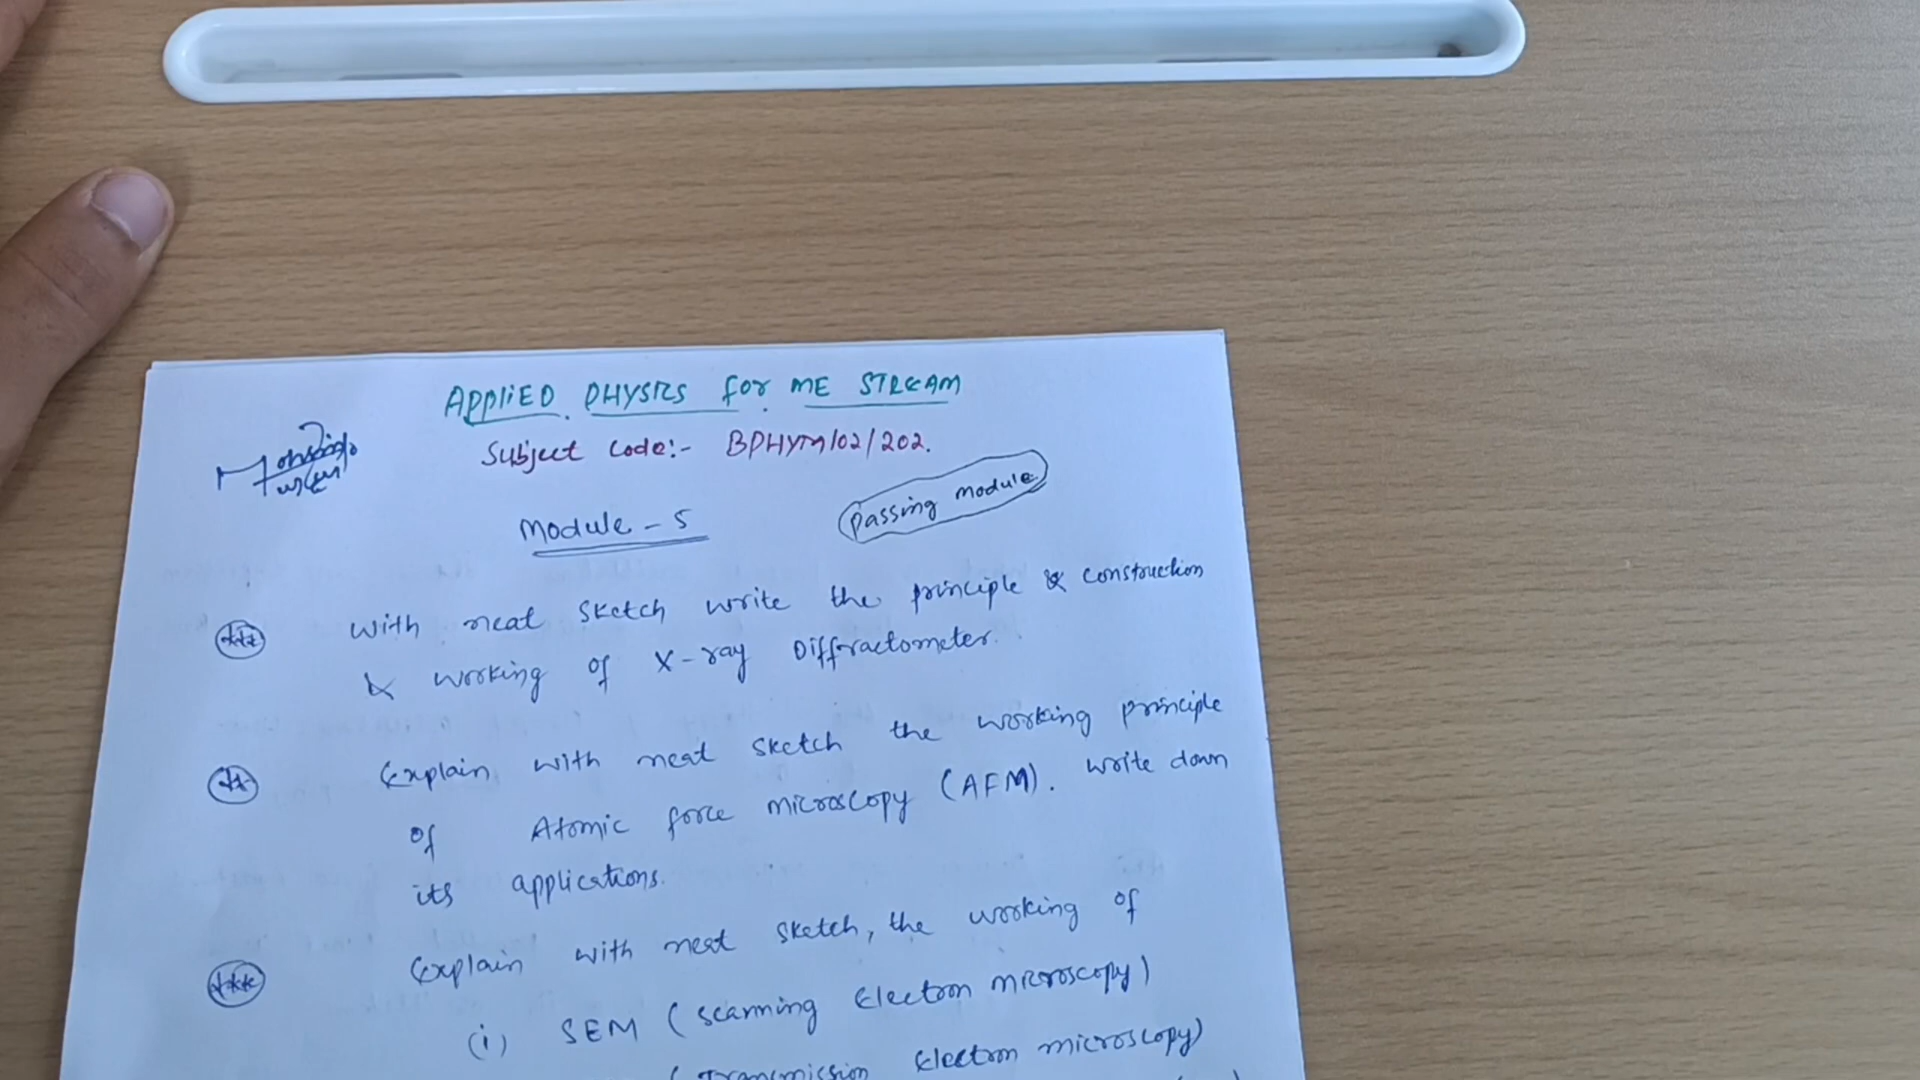 APPLIED PHYSICS for ME STREAM
Subject Code:- BPHYM102/202.
Module - 5
Passing module
With neat sketch write the principle & construction
& working of X-ray Diffractometer.
Explain with neat sketch the working principle
of Atomic force microscopy (AFM). Write down
its applications.
Explain with neat sketch, the working of
(i) SEM (scanning Electron microscopy)
(Transmission Electron microscopy)